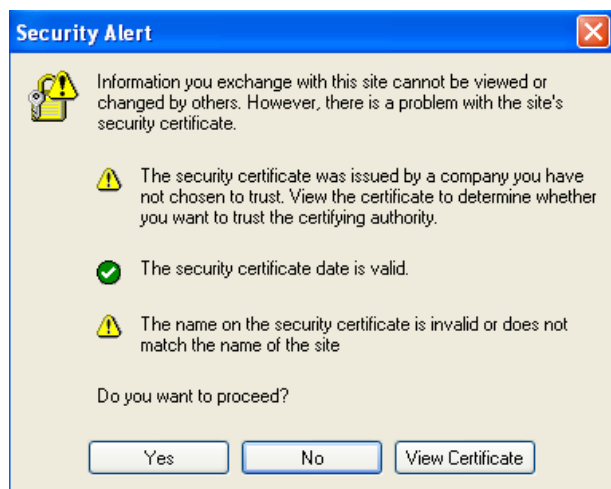 Security Alert
Information you exchange with this site cannot be viewed or
changed by others. However, there is a problem with the site's
security certificate.
The security certificate was issued by a company you have
not chosen to trust. View the certificate to determine whether
you want to trust the certifying authority.
The security certificate date is valid.
The name on the security certificate is invalid or does not
match the name of the site
Do you want to proceed?
Yes
No
View Certificate